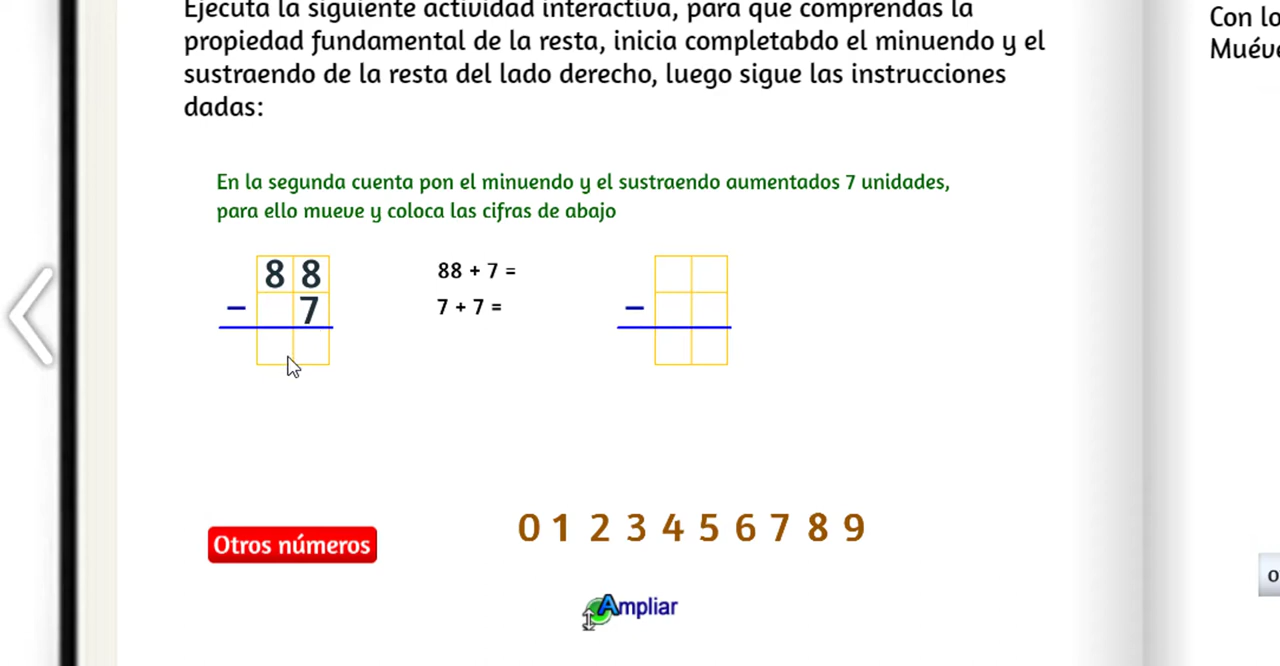 Ejecuta la siguiente actividad interactiva, para que comprendas la
propiedad fundamental de la resta, inicia completabdo el minuendo y el
sustraendo de la resta del lado derecho, luego sigue las instrucciones
dadas:
En la segunda cuenta pon el minuendo y el sustraendo aumentados 7 unidades,
para ello mueve y coloca las cifras de abajo
8 8
− 7
88 + 7 =
7 + 7 =
−
0 1 2 3 4 5 6 7 8 9
Otros números
Ampliar
Con lo